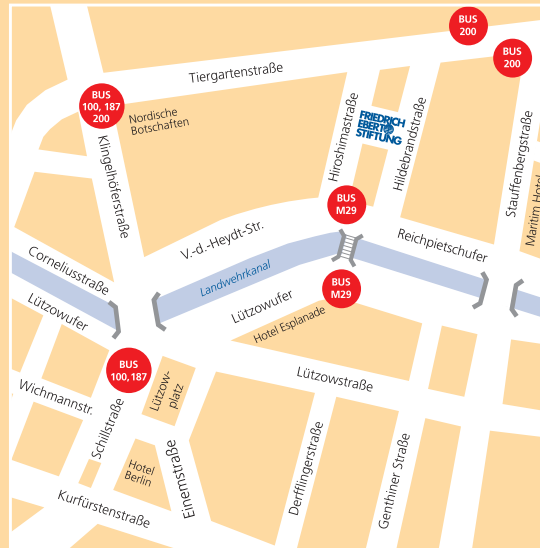 BUS
200
BUS
200
Tiergartenstraße
BUS
100, 187
200
Nordische
Botschaften
Klingelhöferstraße
Hiroshimastraße
FRIEDRICH
EBERT
STIFTUNG
Hildebrandstraße
Stauffenbergstraße
Maritim Hotel
BUS
M29
V.-d.-Heydt-Str.
Reichpietschufer
Corneliusstraße
Landwehrkanal
BUS
M29
Lützowufer
Lützowufer
Hotel Esplanade
BUS
100, 187
Lützow-
platz
Lützowstraße
Wichmannstr.
Schillstraße
Hotel
Berlin
Einemstraße
Derfflingerstraße
Genthiner Straße
Kurfürstenstraße